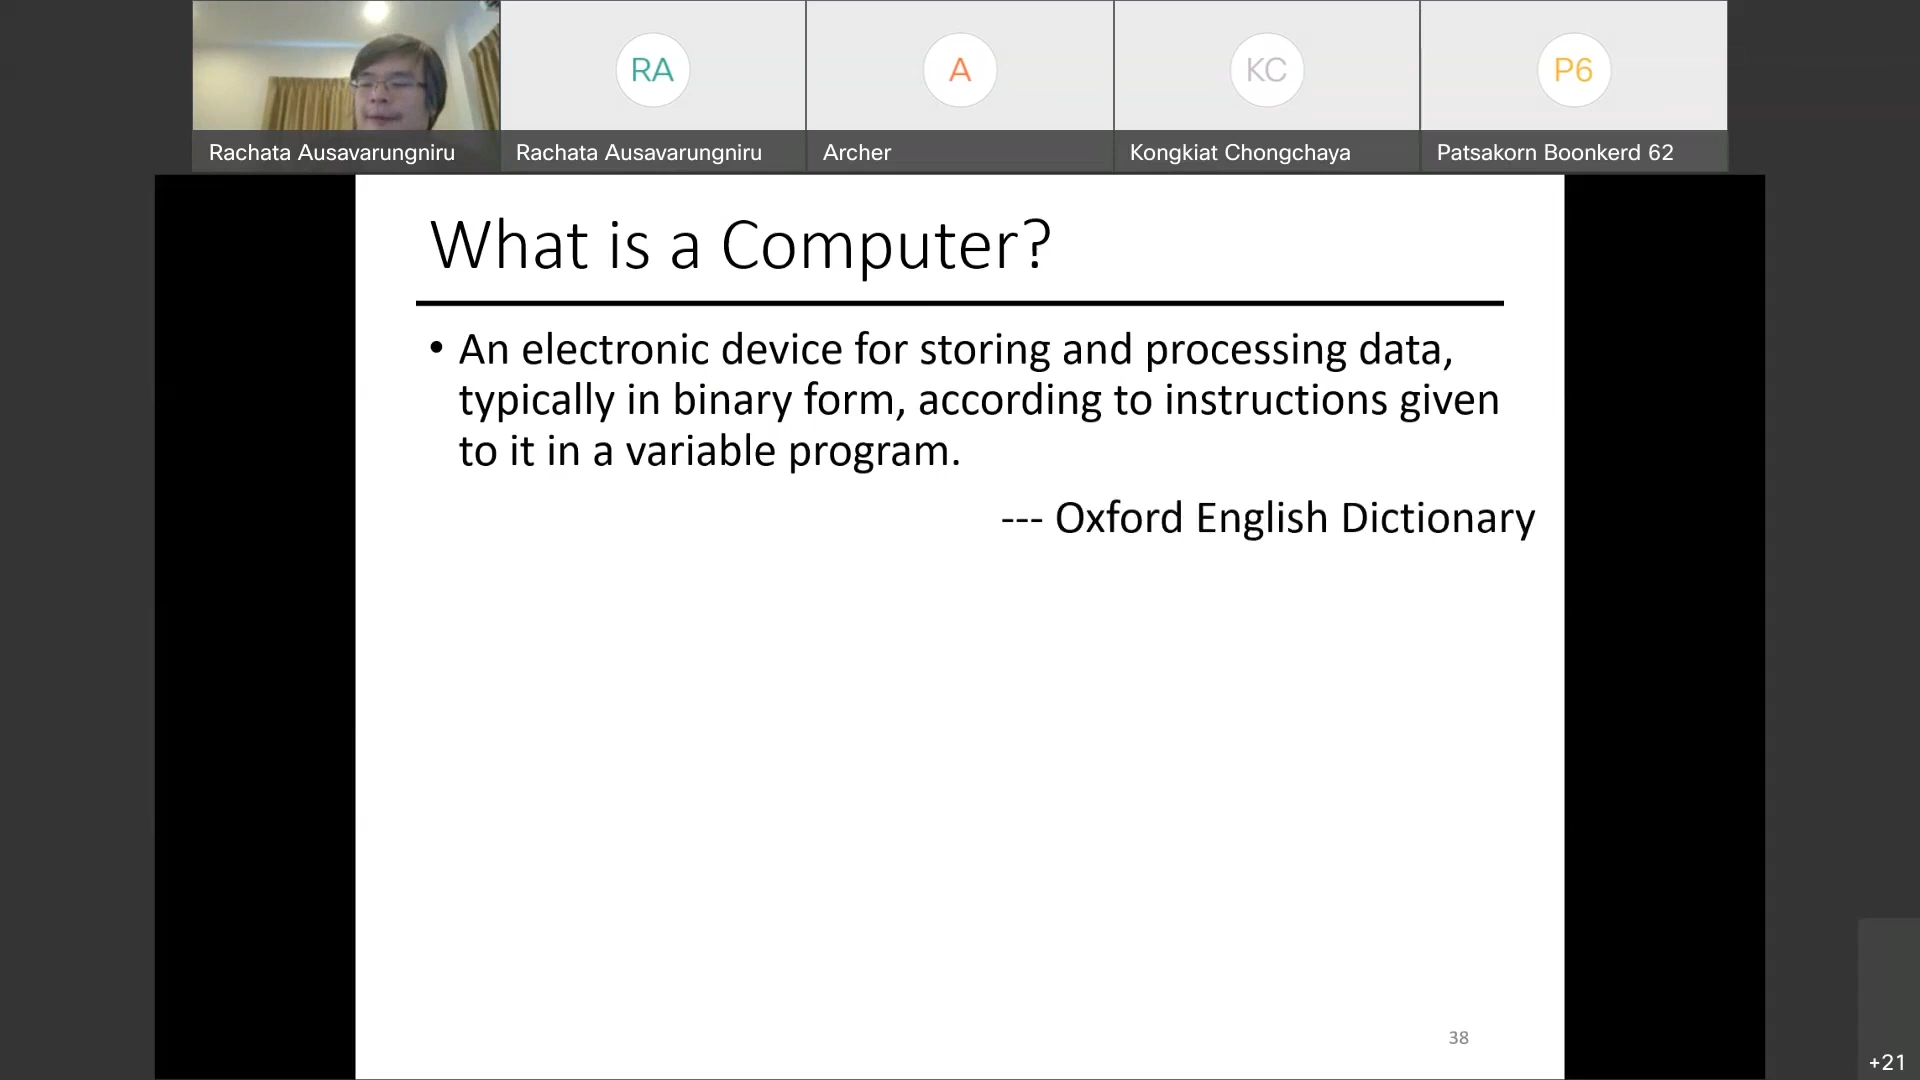 RA
A
KC
P6
Rachata Ausavarungniru
Rachata Ausavarungniru
Archer
Kongkiat Chongchaya
Patsakorn Boonkerd 62
What is a Computer?
• An electronic device for storing and processing data,
typically in binary form, according to instructions given
to it in a variable program.
--- Oxford English Dictionary
38
+21